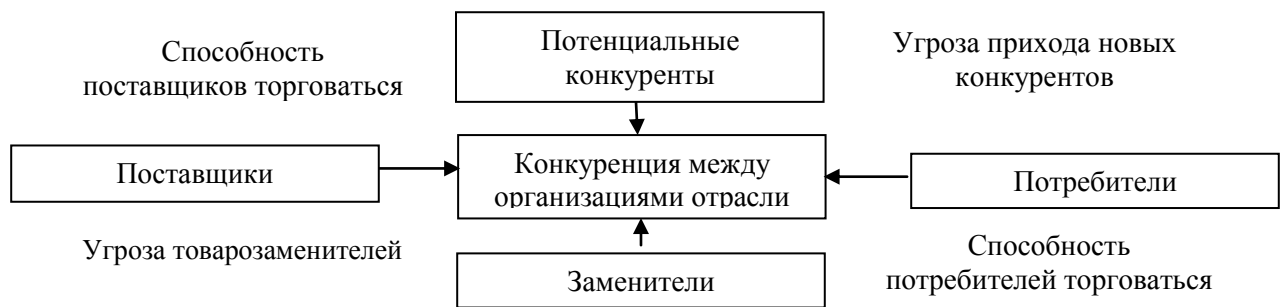 Способность
поставщиков торговаться
Потенциальные
конкуренты
Угроза прихода новых
конкурентов
Поставщики
Конкуренция между
организациями отрасли
Потребители
Угроза товарозаменителей
Заменители
Способность
потребителей торговаться